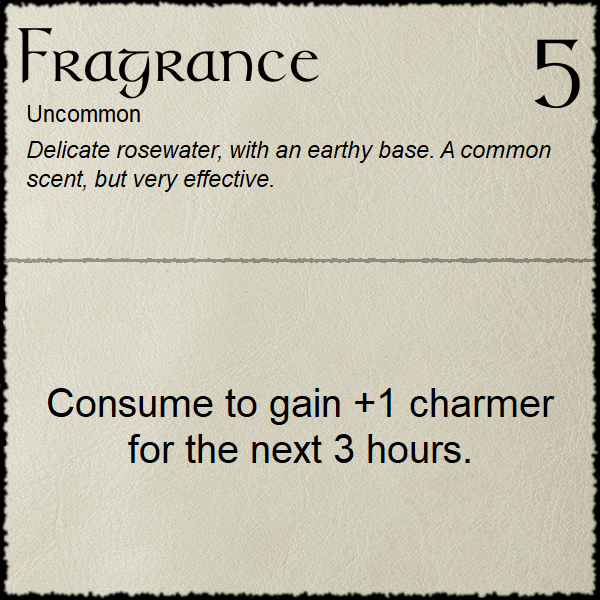 Fragrance
5
Uncommon
Delicate rosewater, with an earthy base. A common
scent, but very effective.
Consume to gain +1 charmer
for the next 3 hours.